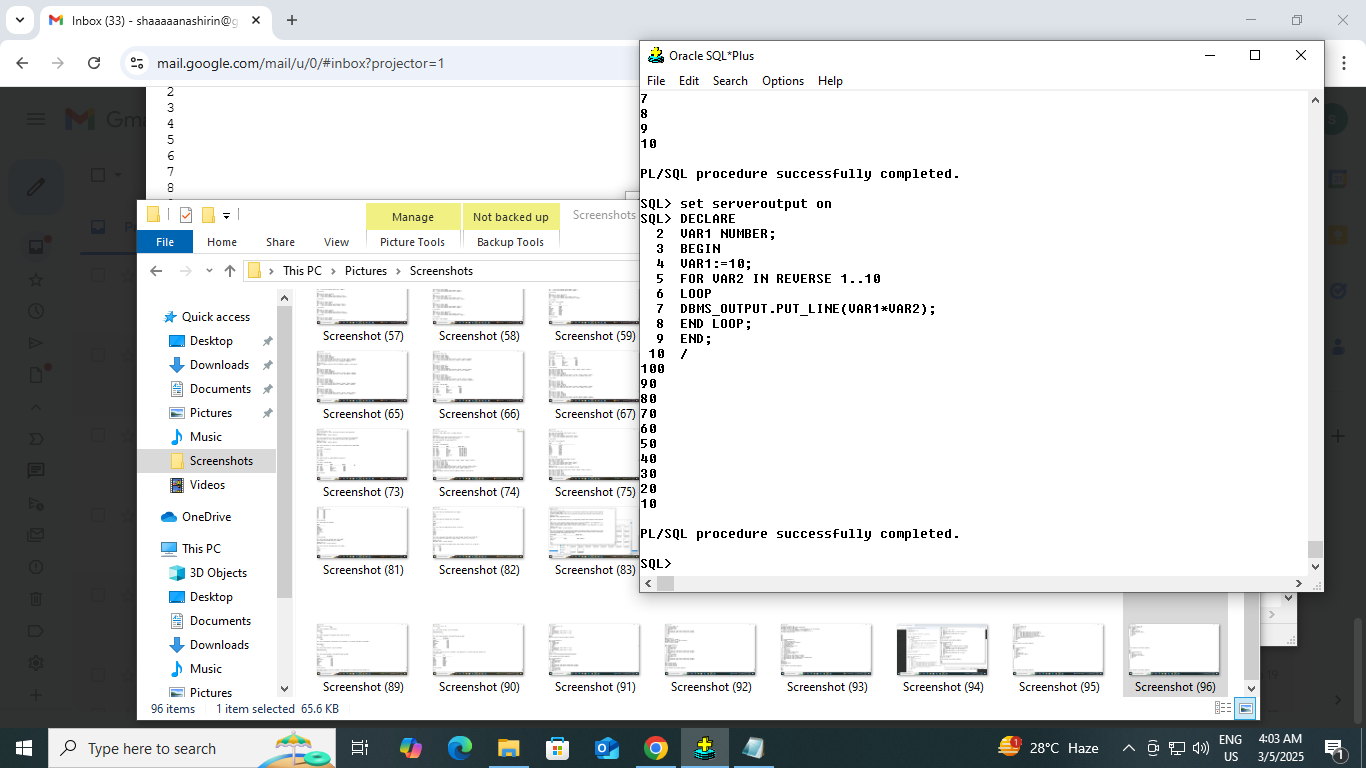 Inbox (33) - shaaaaanashirin@g
mail.google.com/mail/u/0/#inbox?projector=1
2
3
4
5
6
7
8
Oracle SQL*Plus
File Edit Search Options Help
7
8
9
10
PL/SQL procedure successfully completed.
SQL> set serveroutput on
SQL> DECLARE
2 VAR1 NUMBER;
3 BEGIN
4 VAR1:=10;
5 FOR VAR2 IN REVERSE 1..10
6 LOOP
7 DBMS_OUTPUT.PUT_LINE(VAR1*VAR2);
8 END LOOP;
9 END;
10 /
100
90
80
70
60
50
40
30
20
10
PL/SQL procedure successfully completed.
SQL>
Manage Not backed up Screenshots
File Home Share View Picture Tools Backup Tools
This PC Pictures Screenshots
Quick access
Desktop
Downloads
Documents
Pictures
Music
Screenshots
Videos
OneDrive
This PC
3D Objects
Desktop
Documents
Downloads
Music
Pictures
Screenshot (57) Screenshot (58) Screenshot (59)
Screenshot (65) Screenshot (66) Screenshot (67)
Screenshot (73) Screenshot (74) Screenshot (75)
Screenshot (81) Screenshot (82) Screenshot (83)
Screenshot (89) Screenshot (90) Screenshot (91) Screenshot (92) Screenshot (93) Screenshot (94) Screenshot (95) Screenshot (96)
96 items 1 item selected 65.6 KB
Type here to search
28°C Haze
ENG
US
4:03 AM
3/5/2025
1